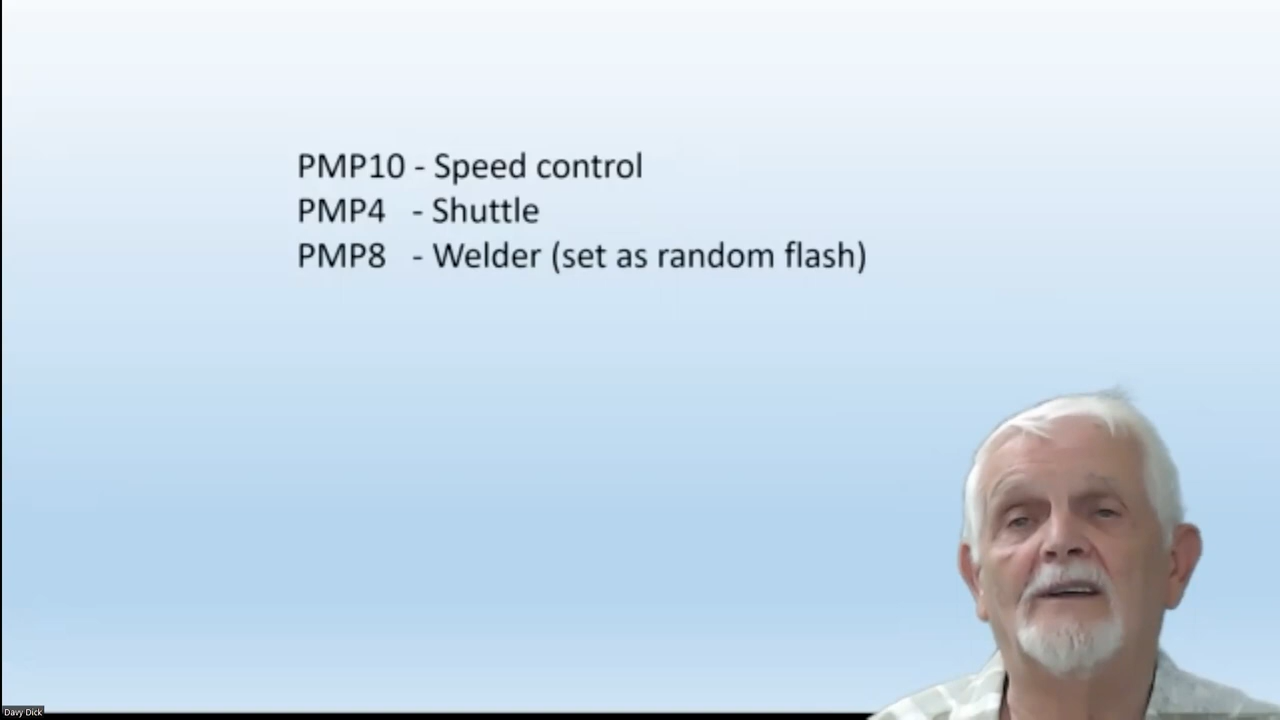 PMP10 - Speed control
PMP4 - Shuttle
PMP8 - Welder (set as random flash)
Davy Dick